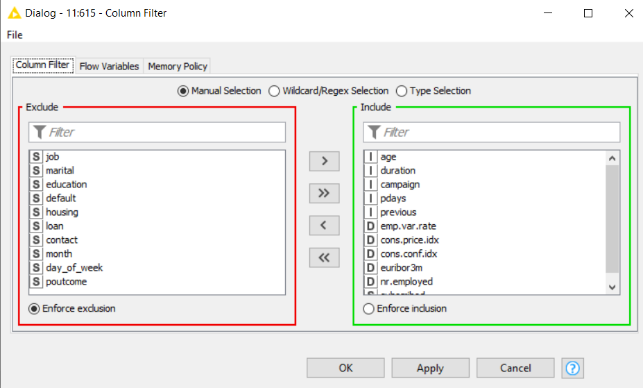 Dialog - 11:615 - Column Filter
File
Column Filter Flow Variables Memory Policy
Manual Selection Wildcard/Regex Selection Type Selection
Exclude
Filter
S job
S marital
S education
S default
S housing
S loan
S contact
S month
S day_of_week
S poutcome
Enforce exclusion
>
>>
<
<<
Include
Filter
I age
I duration
I campaign
I pdays
I previous
D emp.var.rate
D cons.price.idx
D cons.conf.idx
D euribor3m
D nr.employed
Enforce inclusion
OK Apply Cancel ?